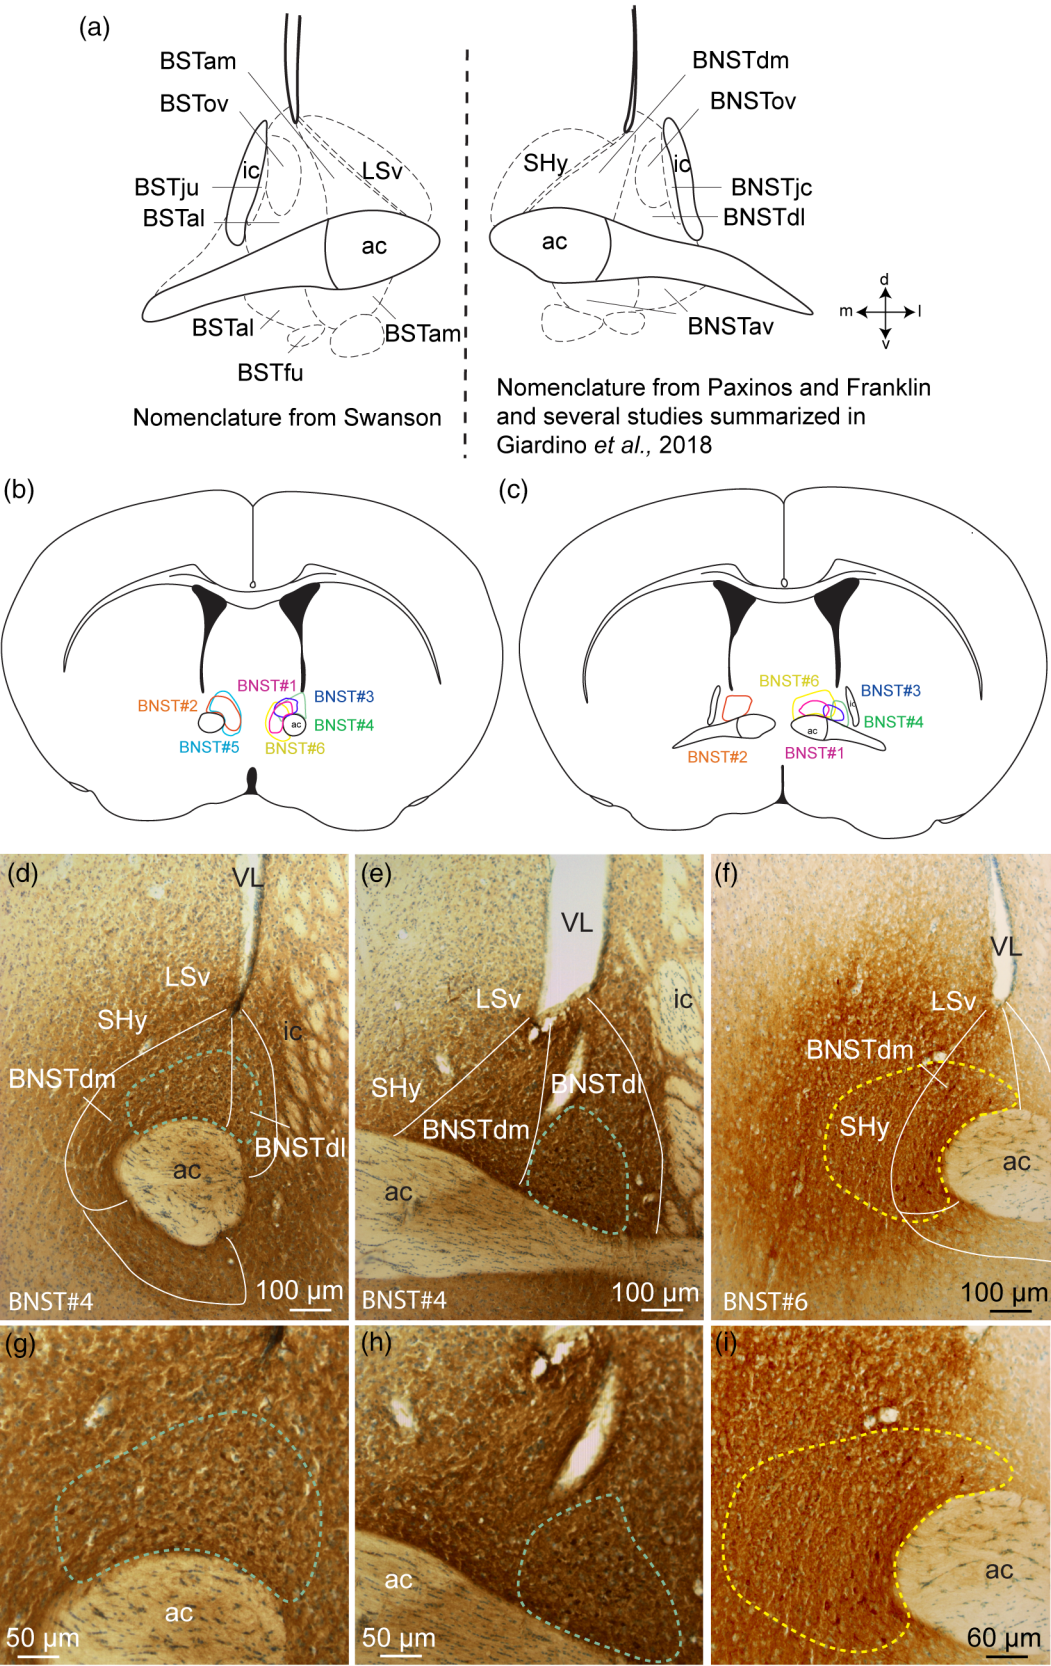 (a)
BSTam
BSTov
BSTju
BSTal
ic
LSv
ac
BSTal
BSTam
BSTfu
Nomenclature from Swanson
BNSTdm
BNSTov
SHy
ic
BNSTjc
BNSTdl
ac
BNSTav
d
m
l
v
Nomenclature from Paxinos and Franklin
and several studies summarized in
Giardino et al., 2018
(b)
BNST#1
BNST#2
BNST#3
BNST#4
ac
BNST#5
BNST#6
(c)
BNST#6
BNST#3
ic
BNST#4
ac
BNST#2
BNST#1
(d)
VL
LSv
SHy
ic
BNSTdm
BNSTdl
ac
100 µm
BNST#4
(e)
VL
LSv
ic
SHy
BNSTdl
BNSTdm
ac
100 µm
BNST#4
(f)
VL
LSv
BNSTdm
SHy
ac
100 µm
BNST#6
(g)
ac
50 µm
(h)
ac
50 µm
(i)
ac
60 µm